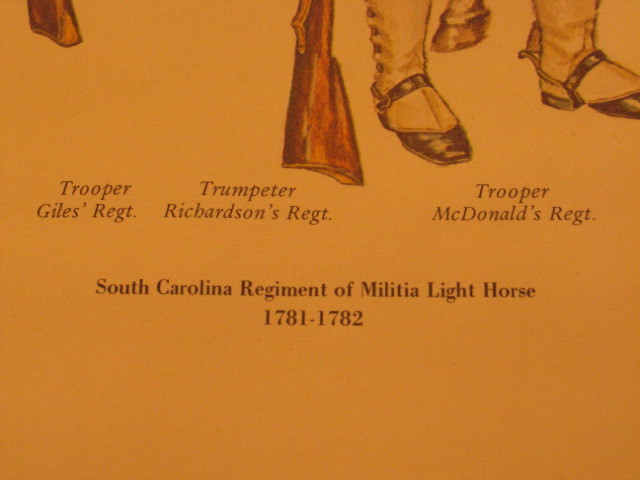 Trooper
Giles' Regt.
Trumpeter
Richardson's Regt.
Trooper
McDonald's Regt.
South Carolina Regiment of Militia Light Horse
1781-1782